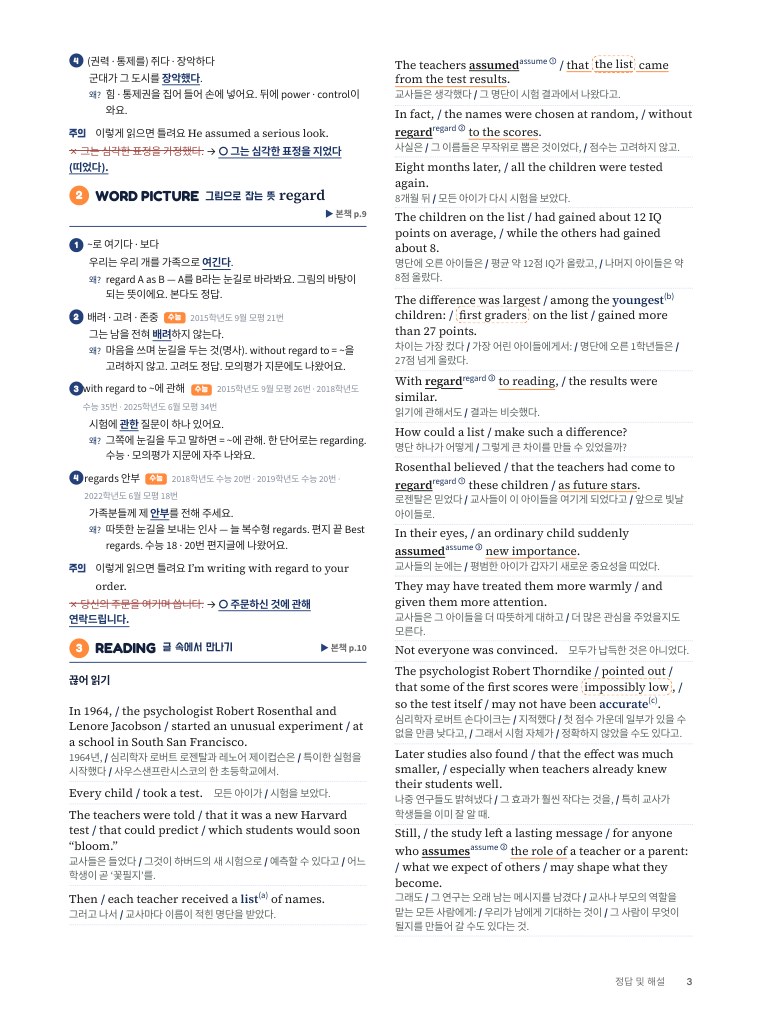 4 (권력 · 통제를) 쥐다 · 장악하다
군대가 그 도시를 장악했다.
왜? 힘 · 통제권을 집어 들어 손에 넣어요. 뒤에 power · control이
와요.
주의 이렇게 읽으면 틀려요 He assumed a serious look.
× 그는 심각한 표정을 가정했다. → ○ 그는 심각한 표정을 지었다
(띠었다).
2 WORD PICTURE 그림으로 잡는 뜻 regard
▶ 본책 p.9
1 ~로 여기다 · 보다
우리는 우리 개를 가족으로 여긴다.
왜? regard A as B — A를 B라는 눈길로 바라봐요. 그림의 바탕이
되는 뜻이에요. 본다도 정답.
2 배려 · 고려 · 존중 수능 2015학년도 9월 모평 21번
그는 남을 전혀 배려하지 않는다.
왜? 마음을 쓰며 눈길을 두는 것(명사). without regard to = ~을
고려하지 않고. 고려도 정답. 모의평가 지문에도 나왔어요.
3 with regard to ~에 관해 수능 2015학년도 9월 모평 26번 · 2018학년도
수능 35번 · 2025학년도 6월 모평 34번
시험에 관한 질문이 하나 있어요.
왜? 그쪽에 눈길을 두고 말하면 = ~에 관해. 한 단어로는 regarding.
수능 · 모의평가 지문에 자주 나와요.
4 regards 안부 수능 2018학년도 수능 20번 · 2019학년도 수능 20번 ·
2022학년도 6월 모평 18번
가족분들께 제 안부를 전해 주세요.
왜? 따뜻한 눈길을 보내는 인사 — 늘 복수형 regards. 편지 끝 Best
regards. 수능 18 · 20번 편지글에 나왔어요.
주의 이렇게 읽으면 틀려요 I'm writing with regard to your
order.
× 당신의 주문을 여기며 씁니다. → ○ 주문하신 것에 관해
연락드립니다.
3 READING 글 속에서 만나기 ▶ 본책 p.10
끊어 읽기
In 1964, / the psychologist Robert Rosenthal and
Lenore Jacobson / started an unusual experiment / at
a school in South San Francisco.
1964년, / 심리학자 로버트 로젠탈과 레노어 제이컵슨은 / 특이한 실험을
시작했다 / 사우스샌프란시스코의 한 초등학교에서.
Every child / took a test. 모든 아이가 / 시험을 보았다.
The teachers were told / that it was a new Harvard
test / that could predict / which students would soon
“bloom.”
교사들은 들었다 / 그것이 하버드의 새 시험으로 / 예측할 수 있다고 / 어느
학생이 곧 ‘꽃필지’를.
Then / each teacher received a list(a) of names.
그러고 나서 / 교사마다 이름이 적힌 명단을 받았다.
The teachers assumed assume ① / that the list came
from the test results.
교사들은 생각했다 / 그 명단이 시험 결과에서 나왔다고.
In fact, / the names were chosen at random, / without
regard regard ② to the scores.
사실은 / 그 이름들은 무작위로 뽑은 것이었다, / 점수는 고려하지 않고.
Eight months later, / all the children were tested
again.
8개월 뒤 / 모든 아이가 다시 시험을 보았다.
The children on the list / had gained about 12 IQ
points on average, / while the others had gained
about 8.
명단에 오른 아이들은 / 평균 약 12점 IQ가 올랐고, / 나머지 아이들은 약
8점 올랐다.
The difference was largest / among the youngest(b)
children: / first graders on the list / gained more
than 27 points.
차이는 가장 컸다 / 가장 어린 아이들에게서: / 명단에 오른 1학년들은 /
27점 넘게 올랐다.
With regard regard ③ to reading, / the results were
similar.
읽기에 관해서도 / 결과는 비슷했다.
How could a list / make such a difference?
명단 하나가 어떻게 / 그렇게 큰 차이를 만들 수 있었을까?
Rosenthal believed / that the teachers had come to
regard regard ① these children / as future stars.
로젠탈은 믿었다 / 교사들이 이 아이들을 여기게 되었다고 / 앞으로 빛날
아이들로.
In their eyes, / an ordinary child suddenly
assumed assume ③ new importance.
교사들의 눈에는 / 평범한 아이가 갑자기 새로운 중요성을 띠었다.
They may have treated them more warmly / and
given them more attention.
교사들은 그 아이들을 더 따뜻하게 대하고 / 더 많은 관심을 주었을지도
모른다.
Not everyone was convinced. 모두가 납득한 것은 아니었다.
The psychologist Robert Thorndike / pointed out /
that some of the first scores were impossibly low, /
so the test itself / may not have been accurate(c).
심리학자 로버트 손다이크는 / 지적했다 / 첫 점수 가운데 일부가 있을 수
없을 만큼 낮다고, / 그래서 시험 자체가 / 정확하지 않았을 수도 있다고.
Later studies also found / that the effect was much
smaller, / especially when teachers already knew
their students well.
나중 연구들도 밝혀냈다 / 그 효과가 훨씬 작다는 것을, / 특히 교사가
학생들을 이미 잘 알 때.
Still, / the study left a lasting message / for anyone
who assumes assume ② the role of a teacher or a parent:
/ what we expect of others / may shape what they
become.
그래도 / 그 연구는 오래 남는 메시지를 남겼다 / 교사나 부모의 역할을
맡는 모든 사람에게: / 우리가 남에게 기대하는 것이 / 그 사람이 무엇이
될지를 만들어 갈 수도 있다는 것.
정답 및 해설 3